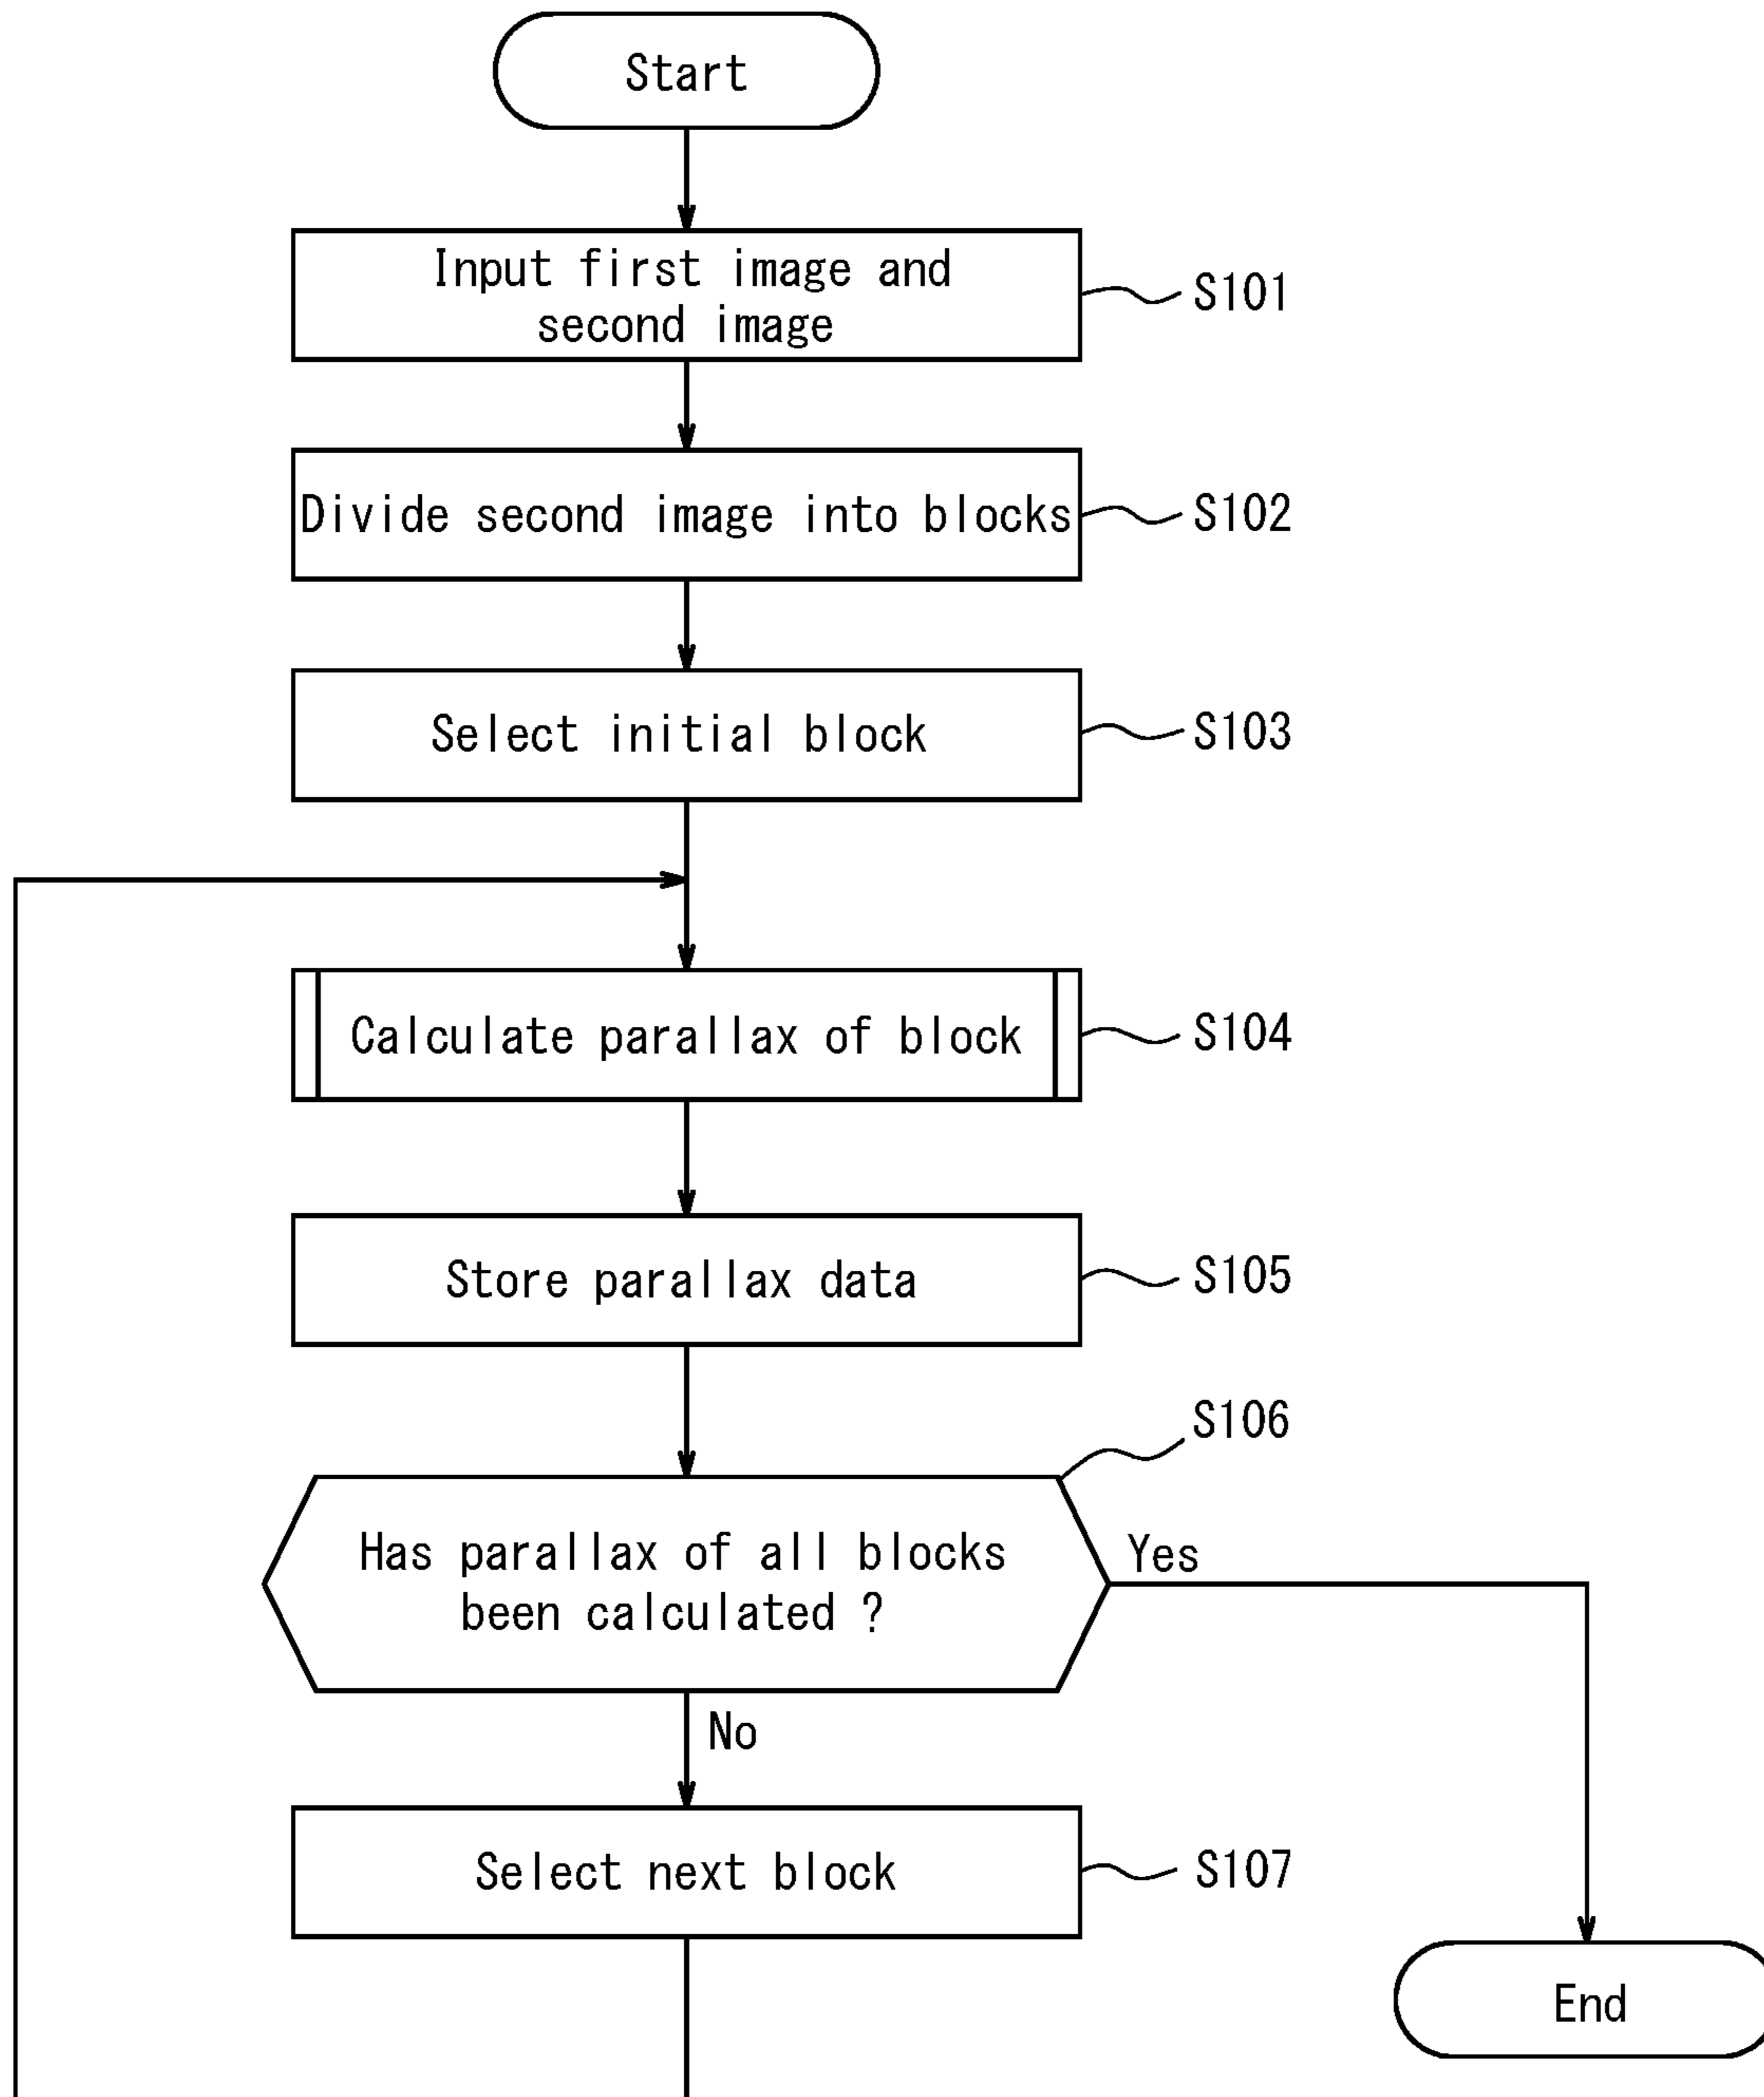 Start
Input first image and
second image
S101
Divide second image into blocks
S102
Select initial block
S103
Calculate parallax of block
S104
Store parallax data
S105
S106
Has parallax of all blocks
been calculated ?
Yes
No
Select next block
S107
End